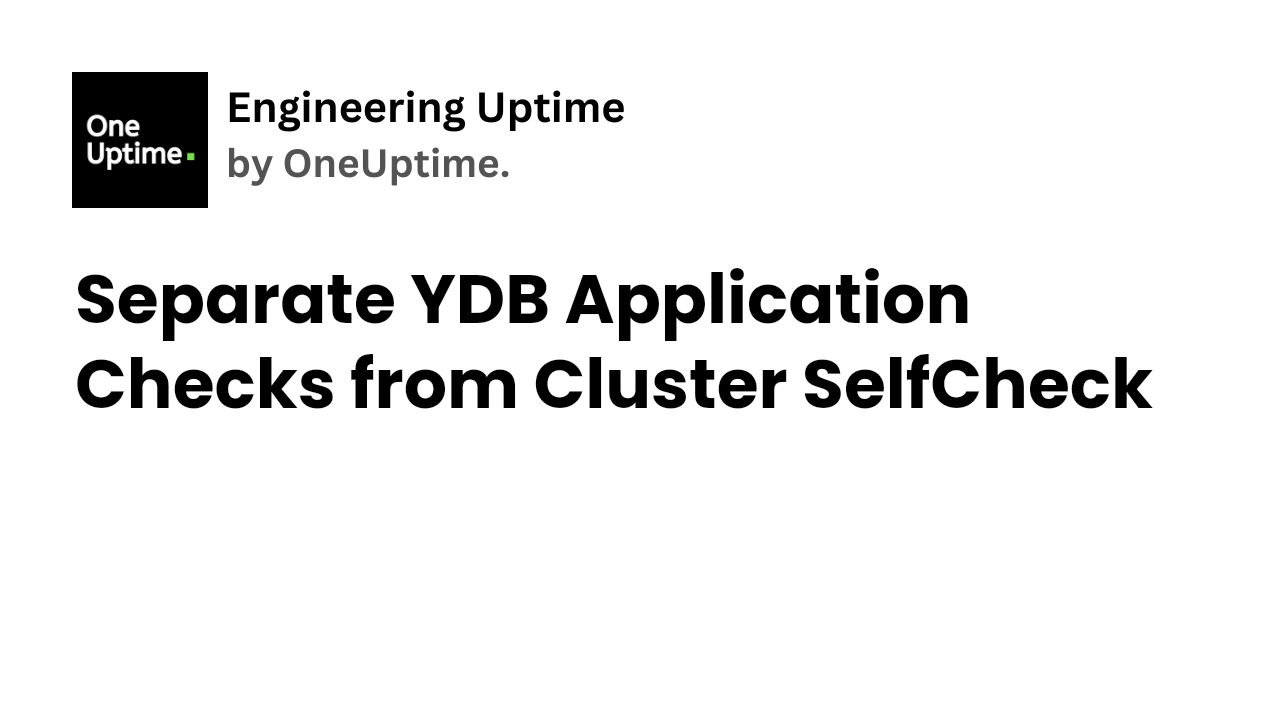 One
Uptime
Engineering Uptime
by OneUptime.
Separate YDB Application
Checks from Cluster SelfCheck